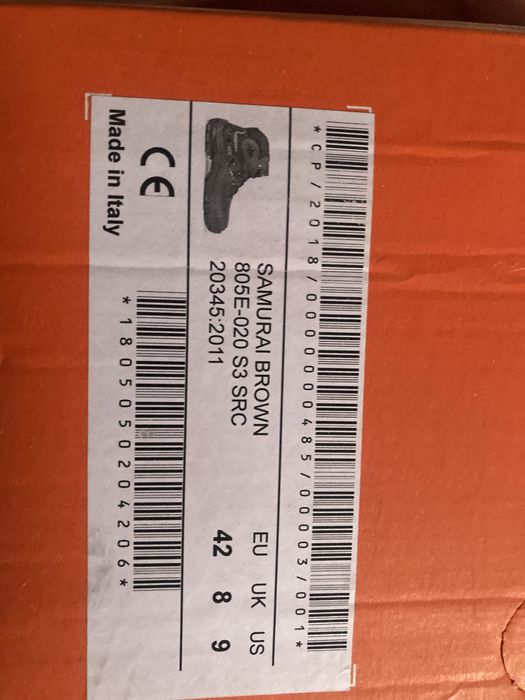 *CP/2018/0000000485/00003/001*
SAMURAI BROWN
805E-020 S3 SRC
20345:2011
EU UK US
42 8 9
CE
Made in Italy
*1805050204206*